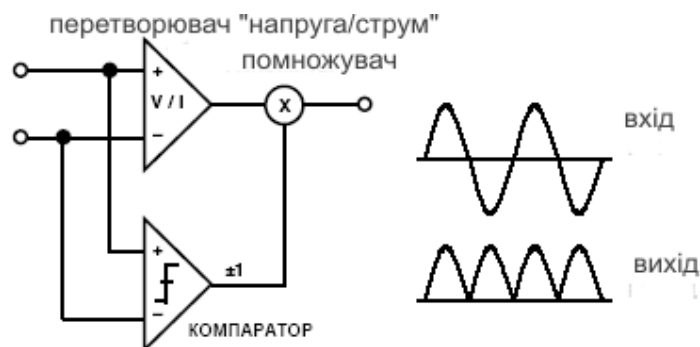 перетворювач "напруга/струм"
помножувач
+
V / I
−
X
вхід
+
−
±1
КОМПАРАТОР
вихід